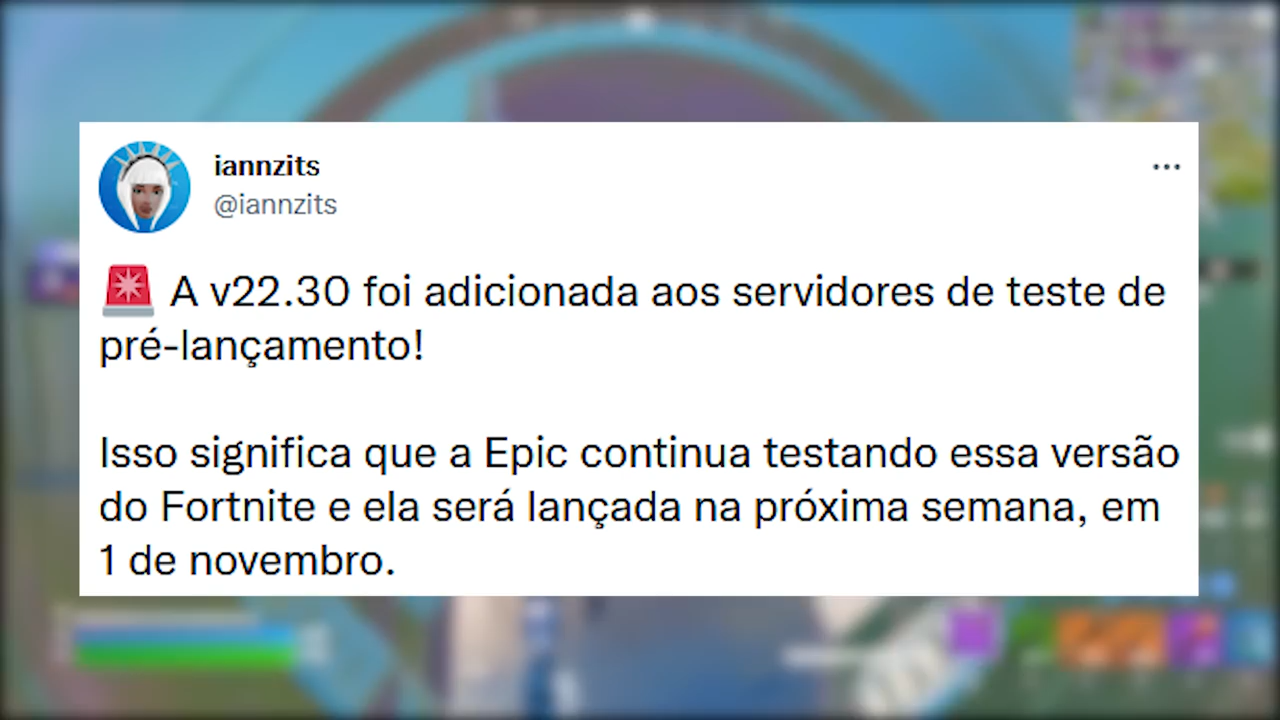 iannzits
@iannzits
🚨 A v22.30 foi adicionada aos servidores de teste de
pré-lançamento!
Isso significa que a Epic continua testando essa versão
do Fortnite e ela será lançada na próxima semana, em
1 de novembro.